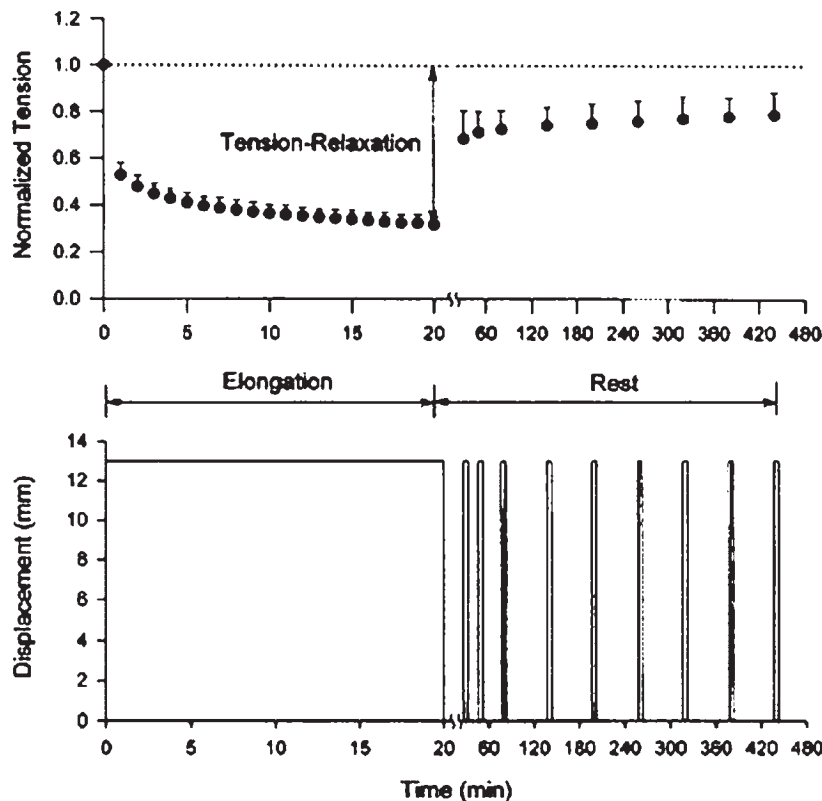 1.2
1.0
0.8
0.6
0.4
0.2
0.0
Normalized Tension
Tension-Relaxation
0 5 10 15 20 60 120 180 240 300 360 420 480
Elongation Rest
14
12
10
8
6
4
2
0
Displacement (mm)
0 5 10 15 20 60 120 180 240 300 360 420 480
Time (min)